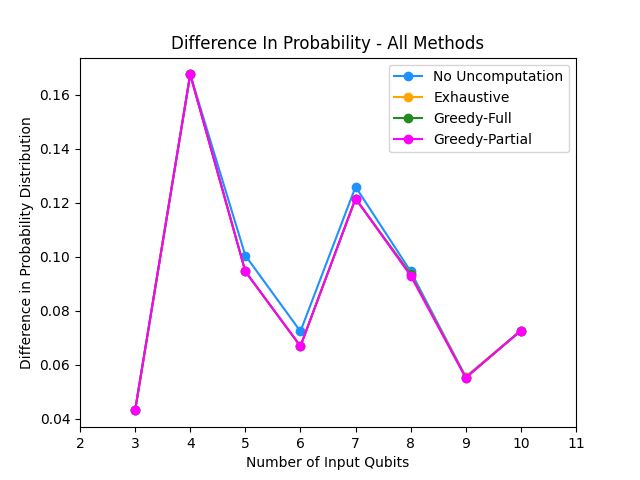 Difference In Probability - All Methods
No Uncomputation
Exhaustive
Greedy-Full
Greedy-Partial
Difference in Probability Distribution
0.16
0.14
0.12
0.10
0.08
0.06
0.04
2 3 4 5 6 7 8 9 10 11
Number of Input Qubits